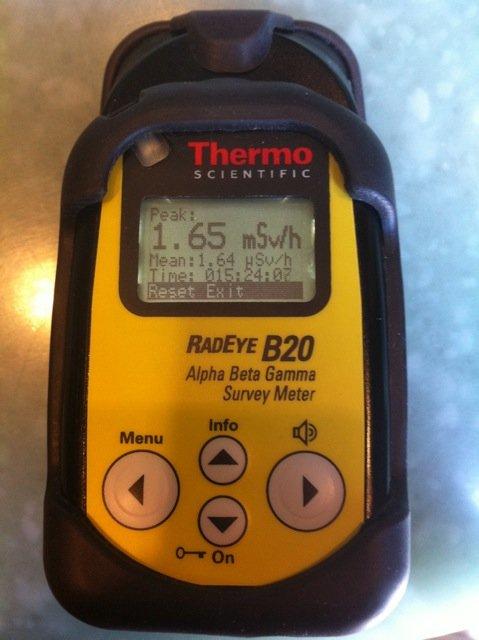 Thermo
SCIENTIFIC
Peak:
1.65 mSv/h
Mean:1.64 µSv/h
Time: 015:24:07
Reset Exit
RADEYE B20
Alpha Beta Gamma
Survey Meter
Menu
Info
On